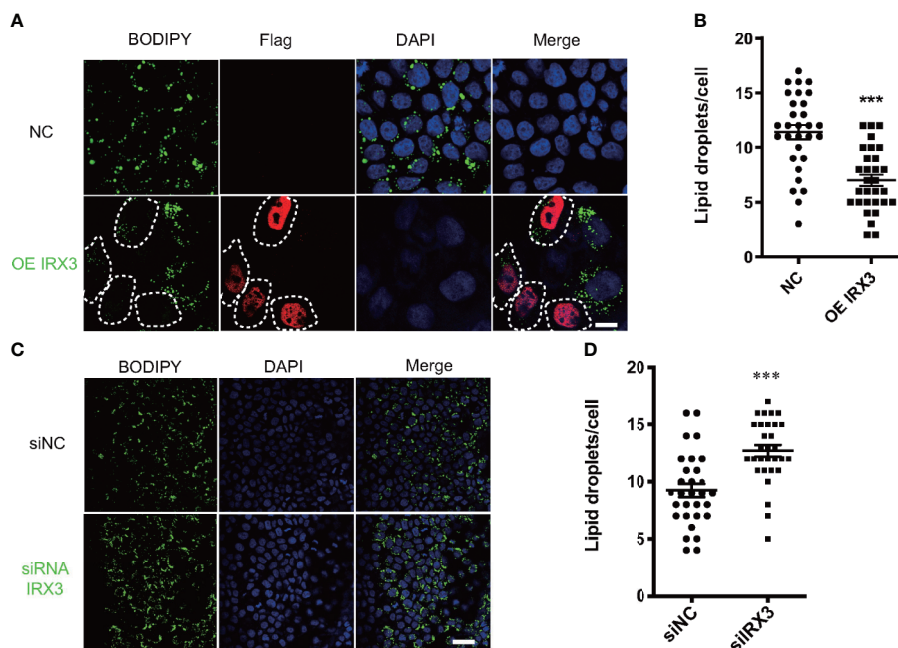 A
BODIPY Flag DAPI Merge
NC
OE IRX3
B
Lipid droplets/cell
20
15
10
5
0
***
NC
OE IRX3
C
BODIPY DAPI Merge
siNC
siRNA
IRX3
D
Lipid droplets/cell
20
15
10
5
0
***
siNC
siIRX3